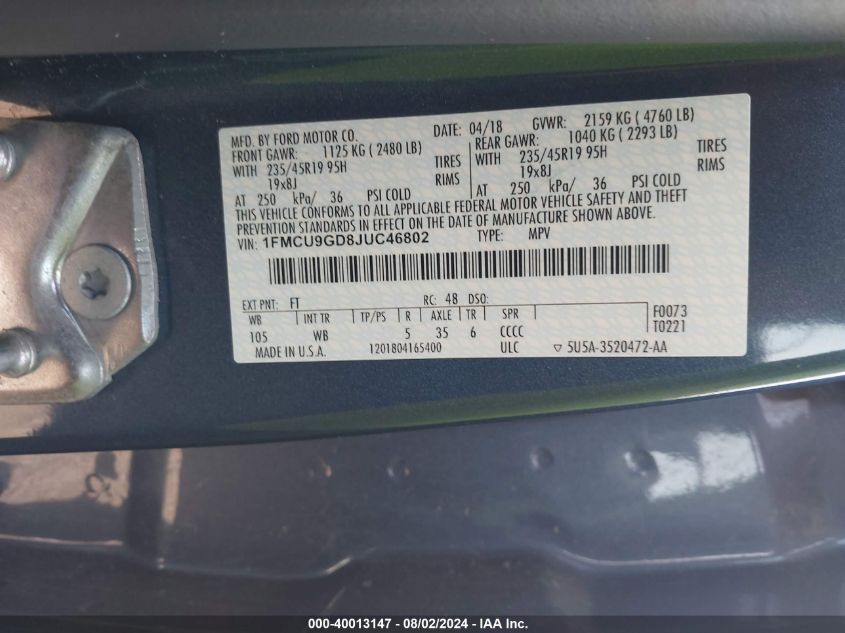 MFD. BY FORD MOTOR CO. DATE: 04/18 GVWR: 2159 KG ( 4760 LB)
FRONT GAWR: 1125 KG ( 2480 LB) REAR GAWR: 1040 KG ( 2293 LB)
WITH 235/45R19 95H TIRES WITH 235/45R19 95H TIRES
19x8J RIMS 19x8J RIMS
AT 250 kPa/ 36 PSI COLD AT 250 kPa/ 36 PSI COLD
THIS VEHICLE CONFORMS TO ALL APPLICABLE FEDERAL MOTOR VEHICLE SAFETY AND THEFT
PREVENTION STANDARDS IN EFFECT ON THE DATE OF MANUFACTURE SHOWN ABOVE.
VIN: 1FMCU9GD8JUC46802 TYPE: MPV
EXT PNT: FT RC: 48 DSO: F0073
WB INT TR TP/PS R AXLE TR SPR T0221
105 WB 5 35 6 CCCC
MADE IN U.S.A. 1201804165400 ULC ▽ 5U5A-3520472-AA
000-40013147 - 08/02/2024 - IAA Inc.